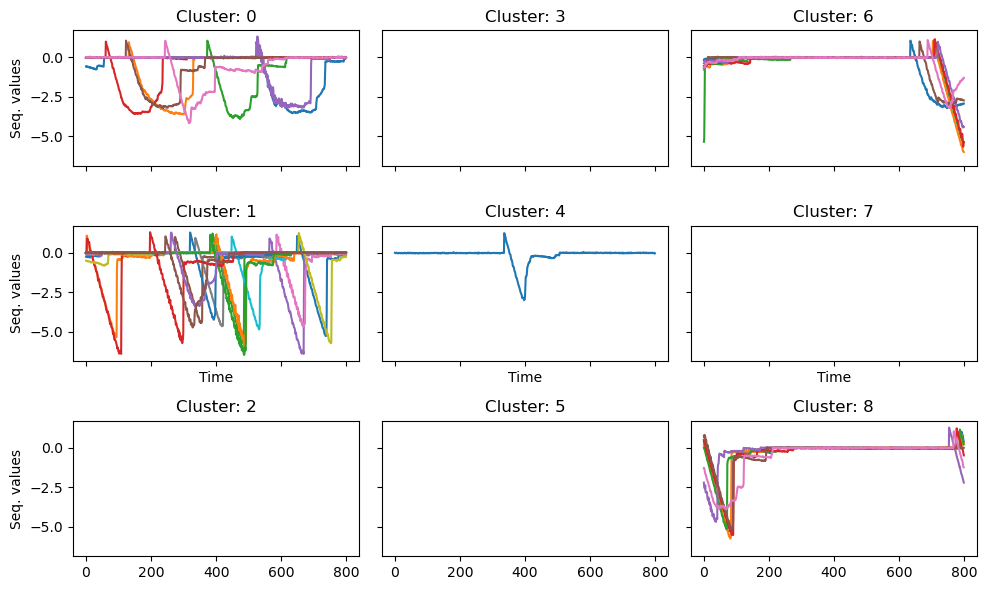 Cluster: 0 Cluster: 3 Cluster: 6
Seq. values
0.0
−2.5
−5.0
Cluster: 1 Cluster: 4 Cluster: 7
Seq. values
0.0
−2.5
−5.0
Time Time Time
Cluster: 2 Cluster: 5 Cluster: 8
Seq. values
0.0
−2.5
−5.0
0 200 400 600 800 0 200 400 600 800 0 200 400 600 800